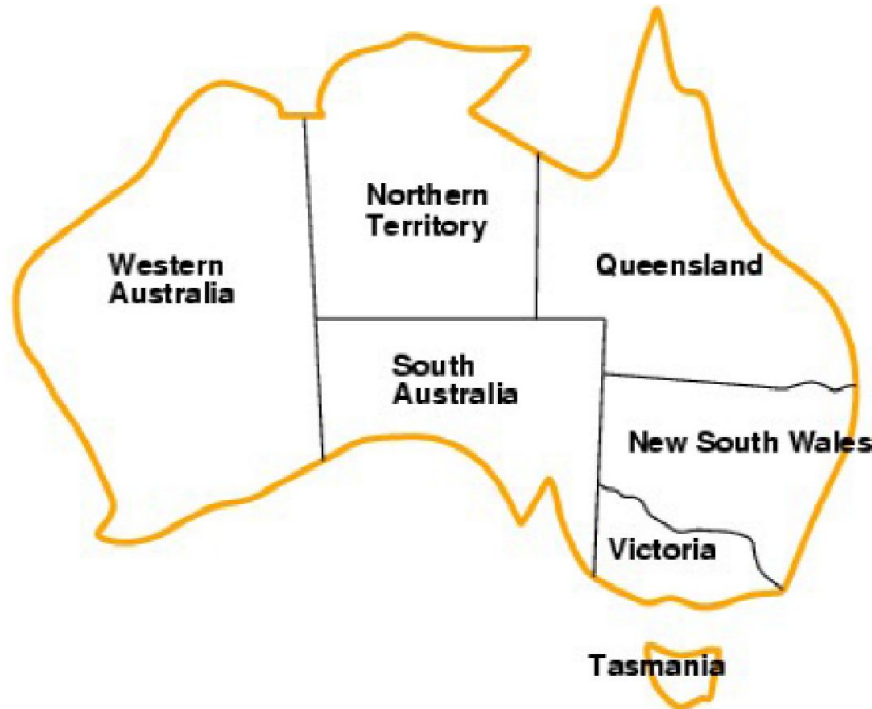 Northern
Territory
Western
Australia
Queensland
South
Australia
New South Wales
Victoria
Tasmania